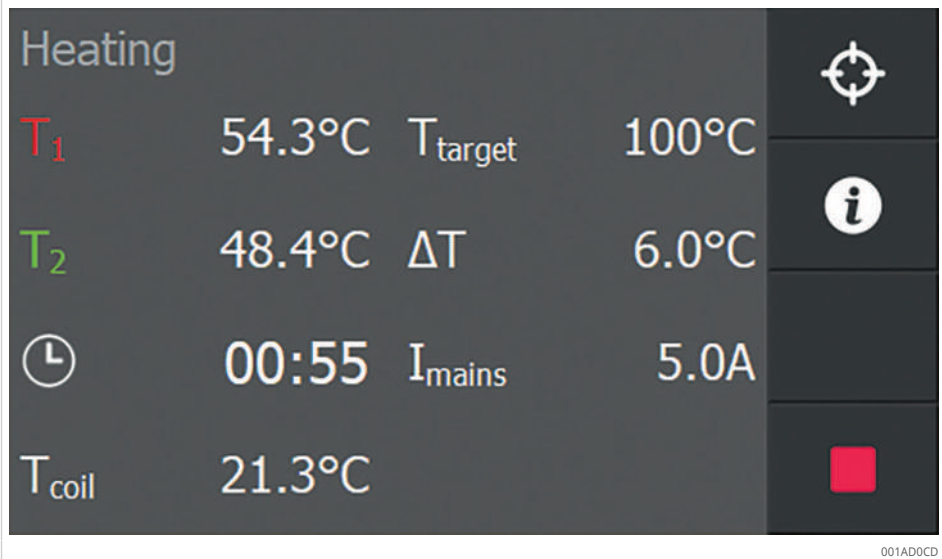 Heating
T1 54.3°C Ttarget 100°C
T2 48.4°C ΔT 6.0°C
00:55 Imains 5.0A
Tcoil 21.3°C
i
001AD0CD